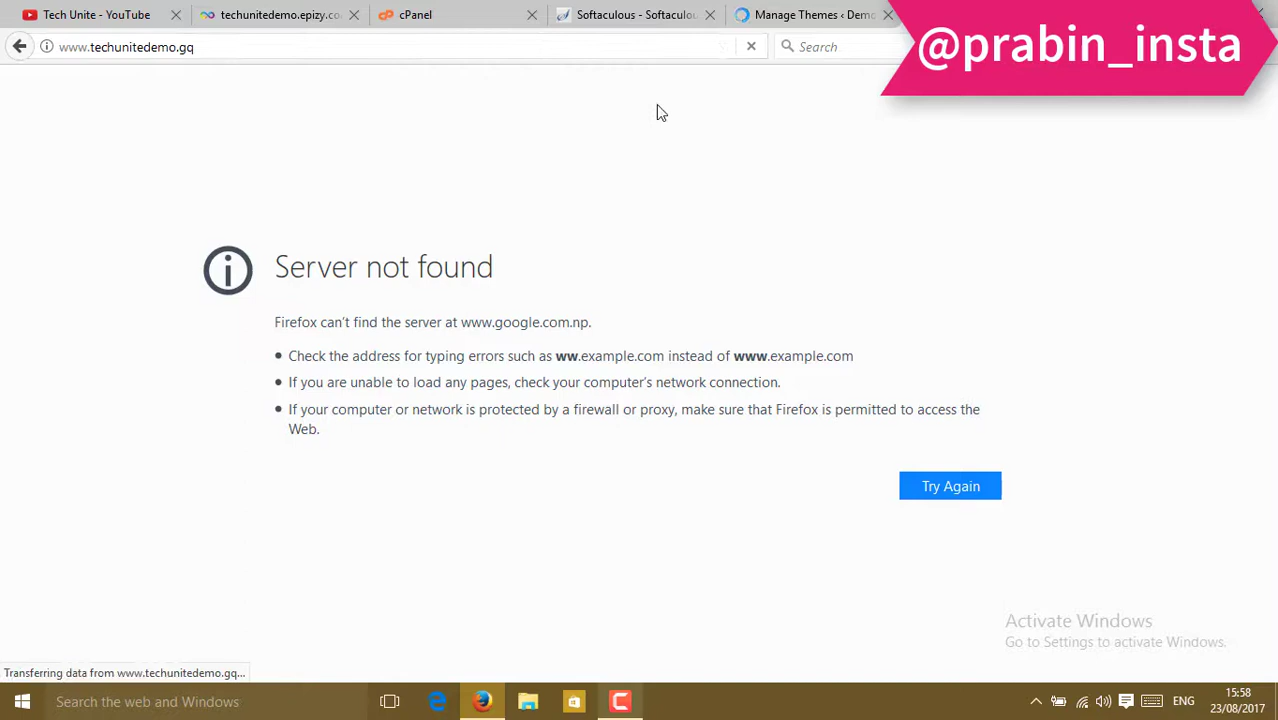 Tech Unite - YouTube
techunitedemo.epizy.co
cPanel
Softaculous - Softaculou
Manage Themes ‹ Demo
@prabin_insta
www.techunitedemo.gq
Search
Server not found
Firefox can't find the server at www.google.com.np.
Check the address for typing errors such as ww.example.com instead of www.example.com
If you are unable to load any pages, check your computer's network connection.
If your computer or network is protected by a firewall or proxy, make sure that Firefox is permitted to access the
Web.
Try Again
Activate Windows
Go to Settings to activate Windows.
Transferring data from www.techunitedemo.gq...
Search the web and Windows
ENG
15:58
23/08/2017